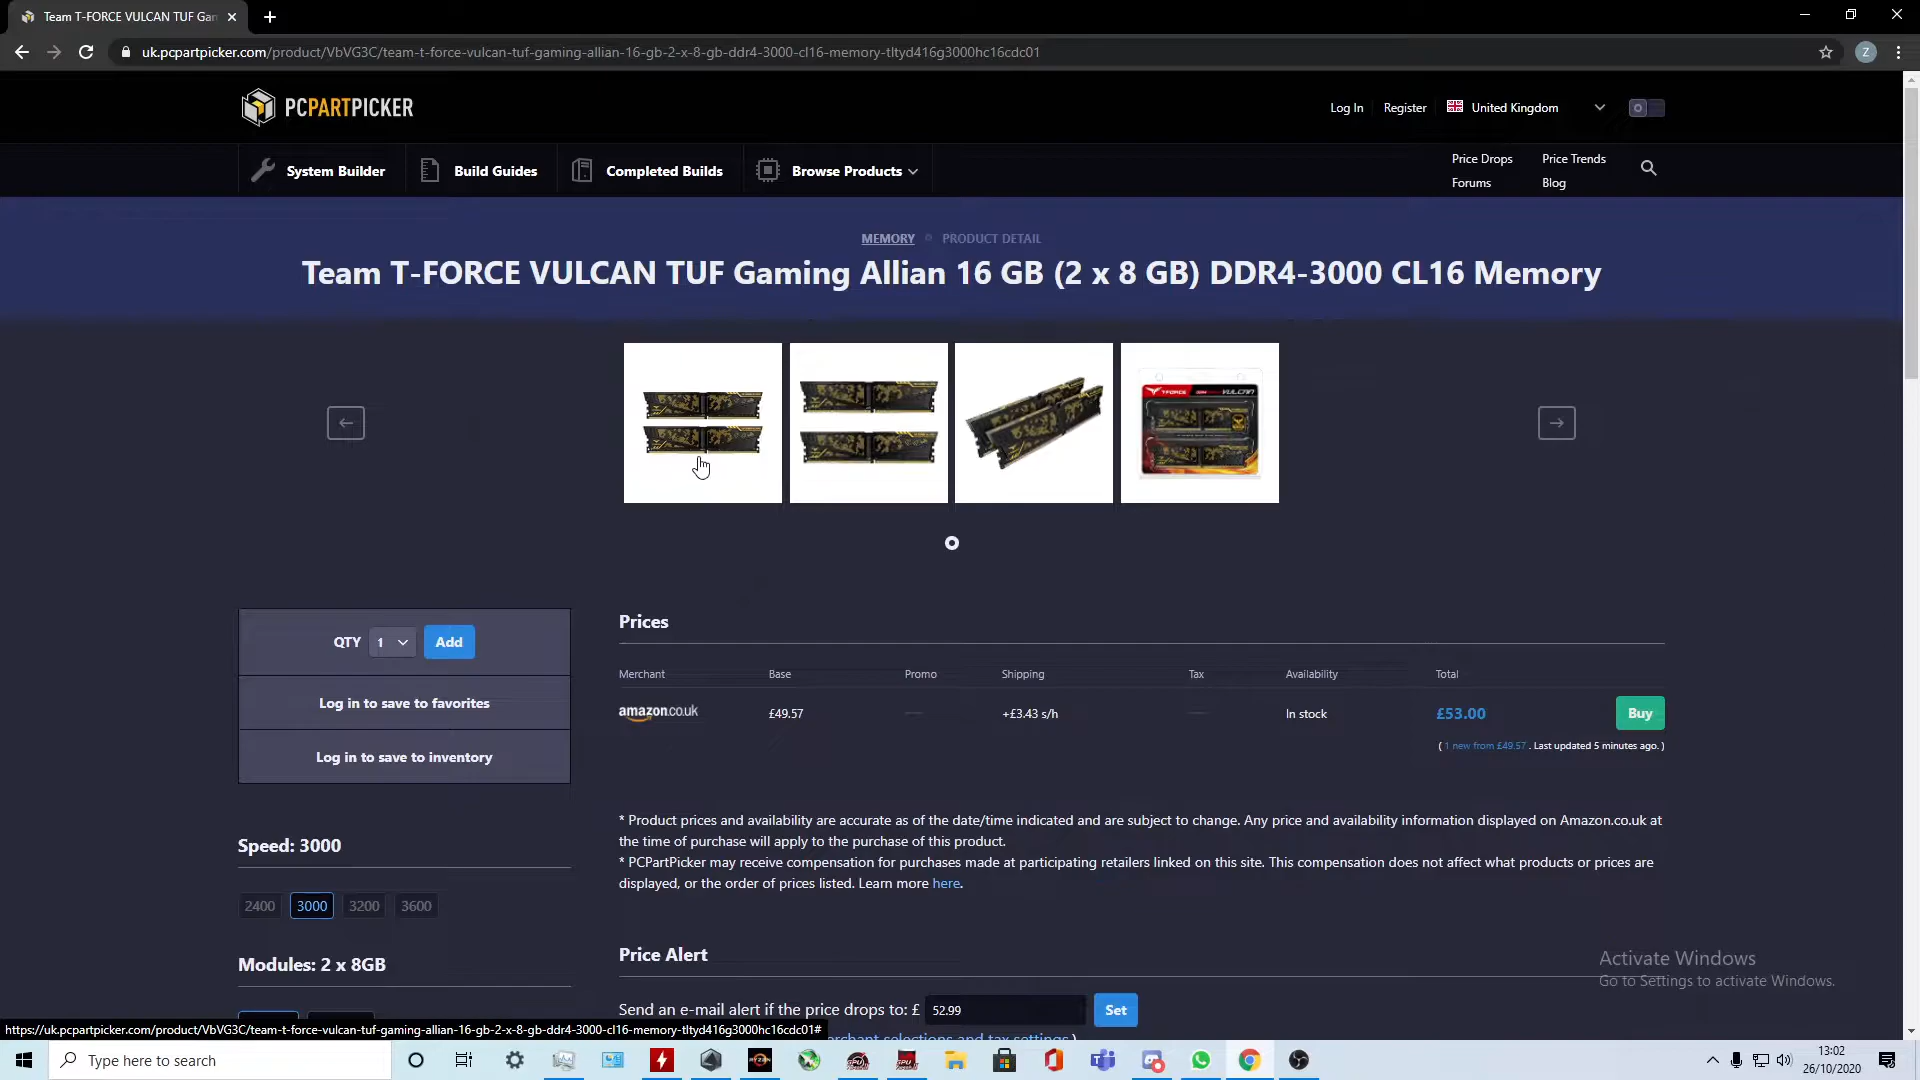 Team T-FORCE VULCAN TUF Gar
uk.pcpartpicker.com/product/VbVG3C/team-t-force-vulcan-tuf-gaming-allian-16-gb-2-x-8-gb-ddr4-3000-cl16-memory-tltyd416g3000hc16cdc01
Z
PCPARTPICKER
Log In
Register
United Kingdom
System Builder
Build Guides
Completed Builds
Browse Products
Price Drops
Price Trends
Forums
Blog
MEMORY
PRODUCT DETAIL
Team T-FORCE VULCAN TUF Gaming Allian 16 GB (2 x 8 GB) DDR4-3000 CL16 Memory
T-FORCE
VULCAN
QTY 1 Add
Log in to save to favorites
Log in to save to inventory
Speed: 3000
2400 3000 3200 3600
Modules: 2 x 8GB
Prices
Merchant Base Promo Shipping Tax Availability Total
amazon.co.uk £49.57 — +£3.43 s/h — In stock £53.00 Buy
( 1 new from £49.57 . Last updated 5 minutes ago. )
* Product prices and availability are accurate as of the date/time indicated and are subject to change. Any price and availability information displayed on Amazon.co.uk at
the time of purchase will apply to the purchase of this product.
* PCPartPicker may receive compensation for purchases made at participating retailers linked on this site. This compensation does not affect what products or prices are
displayed, or the order of prices listed. Learn more here.
Price Alert
Send an e-mail alert if the price drops to: £ 52.99 Set
merchant selections and tax settings.)
Activate Windows
Go to Settings to activate Windows.
https://uk.pcpartpicker.com/product/VbVG3C/team-t-force-vulcan-tuf-gaming-allian-16-gb-2-x-8-gb-ddr4-3000-cl16-memory-tltyd416g3000hc16cdc01#
Type here to search
RYZEN
13:02
26/10/2020